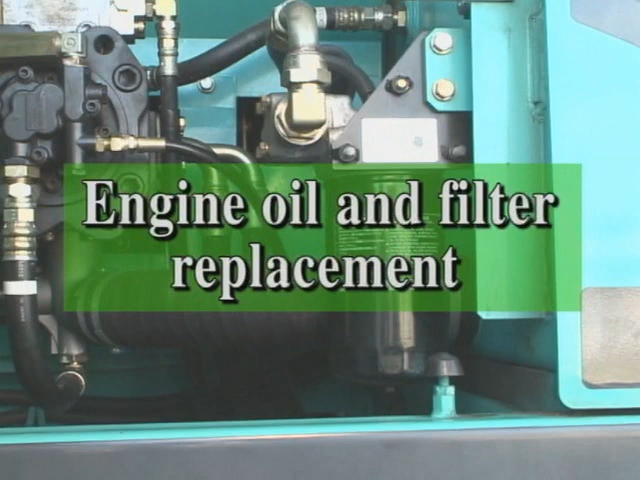 Engine oil and filter
replacement